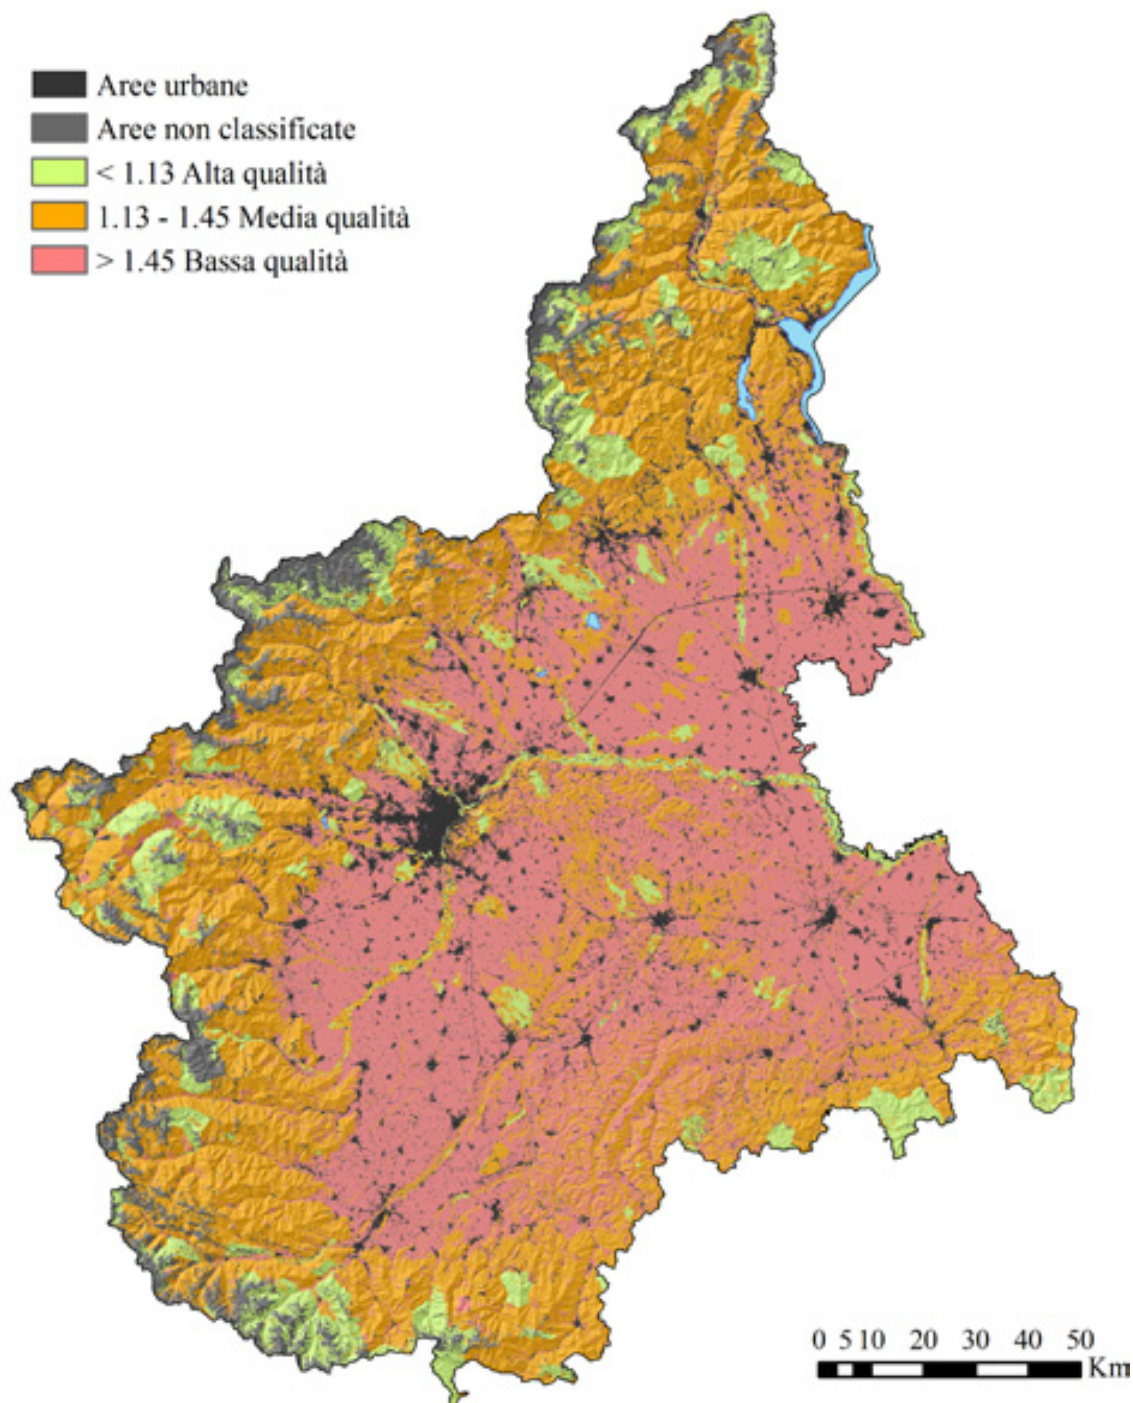 Aree urbane
Aree non classificate
< 1.13 Alta qualità
1.13 - 1.45 Media qualità
> 1.45 Bassa qualità
0 5 10 20 30 40 50
Km